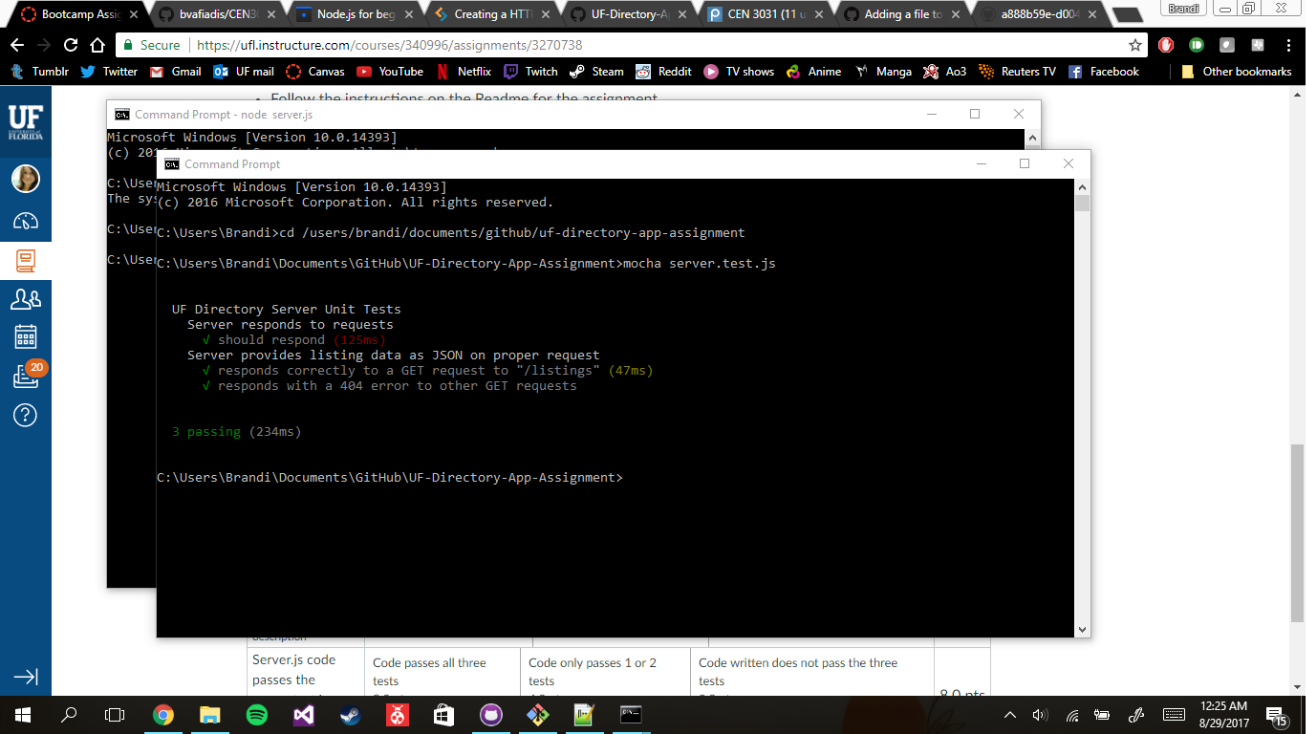 Bootcamp Assi
bvafiadis/CEN3
Node.js for beg
Creating a HTT
UF-Directory-A
CEN 3031 (11 u
Adding a file to
a888b59e-d004
Brandi
Secure
https://ufl.instructure.com/courses/340996/assignments/3270738
Tumblr
Twitter
Gmail
UF mail
Canvas
YouTube
Netflix
Twitch
Steam
Reddit
TV shows
Anime
Manga
Ao3
Reuters TV
Facebook
Other bookmarks
Follow the instructions on the Readme for the assignment
UF
FLORIDA
20
Command Prompt - node server.js
Microsoft Windows [Version 10.0.14393]
(c) 201
C:\User
The sys
C:\User
C:\User
Command Prompt
Microsoft Windows [Version 10.0.14393]
(c) 2016 Microsoft Corporation. All rights reserved.
C:\Users\Brandi>cd /users/brandi/documents/github/uf-directory-app-assignment
C:\Users\Brandi\Documents\GitHub\UF-Directory-App-Assignment>mocha server.test.js
UF Directory Server Unit Tests
Server responds to requests
√ should respond (125ms)
Server provides listing data as JSON on proper request
√ responds correctly to a GET request to "/listings" (47ms)
√ responds with a 404 error to other GET requests
3 passing (234ms)
C:\Users\Brandi\Documents\GitHub\UF-Directory-App-Assignment>
description
Server.js code
passes the
Code passes all three
tests
Code only passes 1 or 2
tests
Code written does not pass the three
tests
8.0 pts
12:25 AM
8/29/2017
15